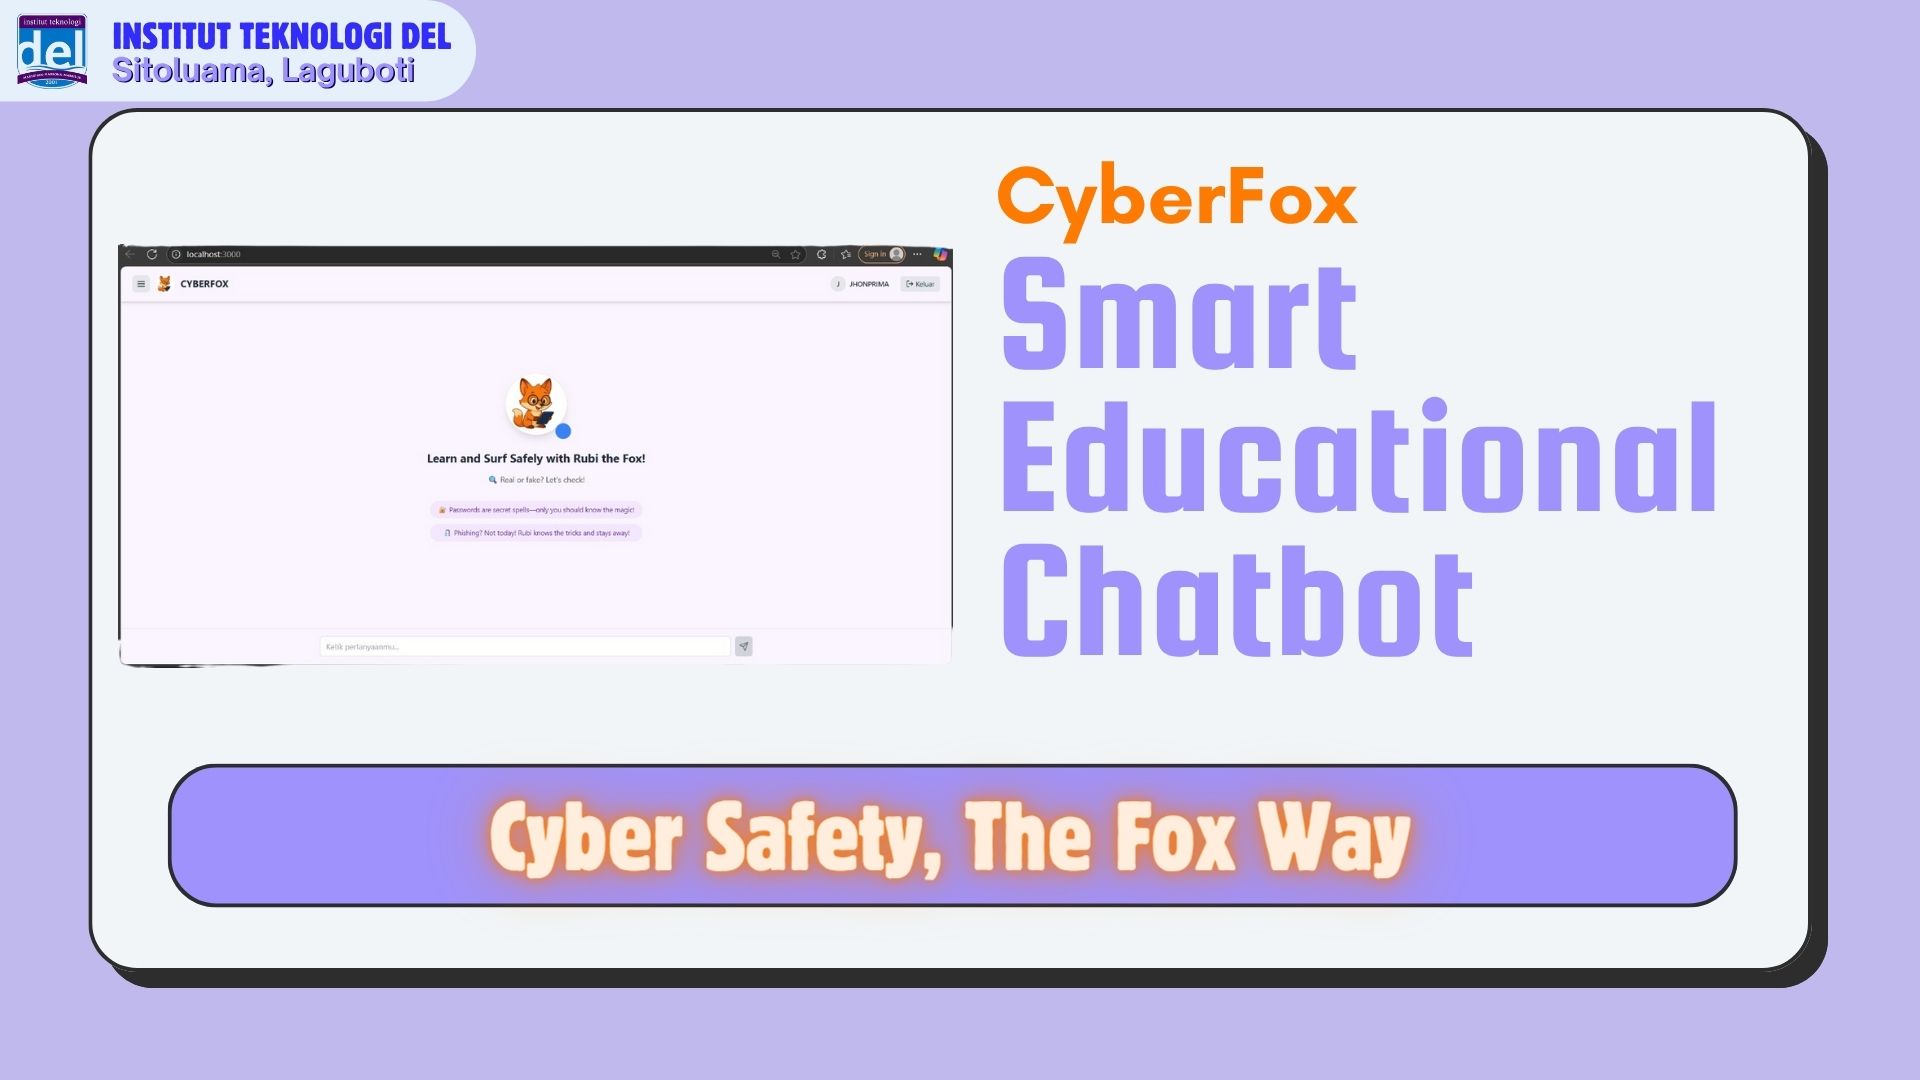 institut teknologi
del
2001
INSTITUT TEKNOLOGI DEL
Sitoluama, Laguboti
CyberFox
Smart
Educational
Chatbot
localhost:3000
Sign in
CYBERFOX
J JHONPRIMA
Keluar
Learn and Surf Safely with Rubi the Fox!
Real or fake? Let's check!
Passwords are secret spells—only you should know the magic!
Phishing? Not today! Rubi knows the tricks and stays away!
Ketik pertanyaanmu...
Cyber Safety, The Fox Way